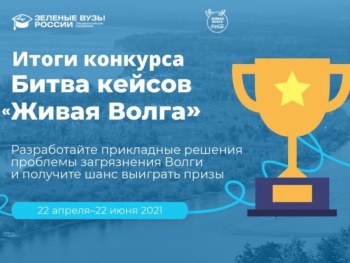 ЗЕЛЕНЫЕ ВУЗЫ
РОССИИ
Итоги конкурса
Битва кейсов
«Живая Волга»
Разработайте прикладные решения
проблемы загрязнения Волги
и получите шанс выиграть призы
22 апреля–22 июня 2021